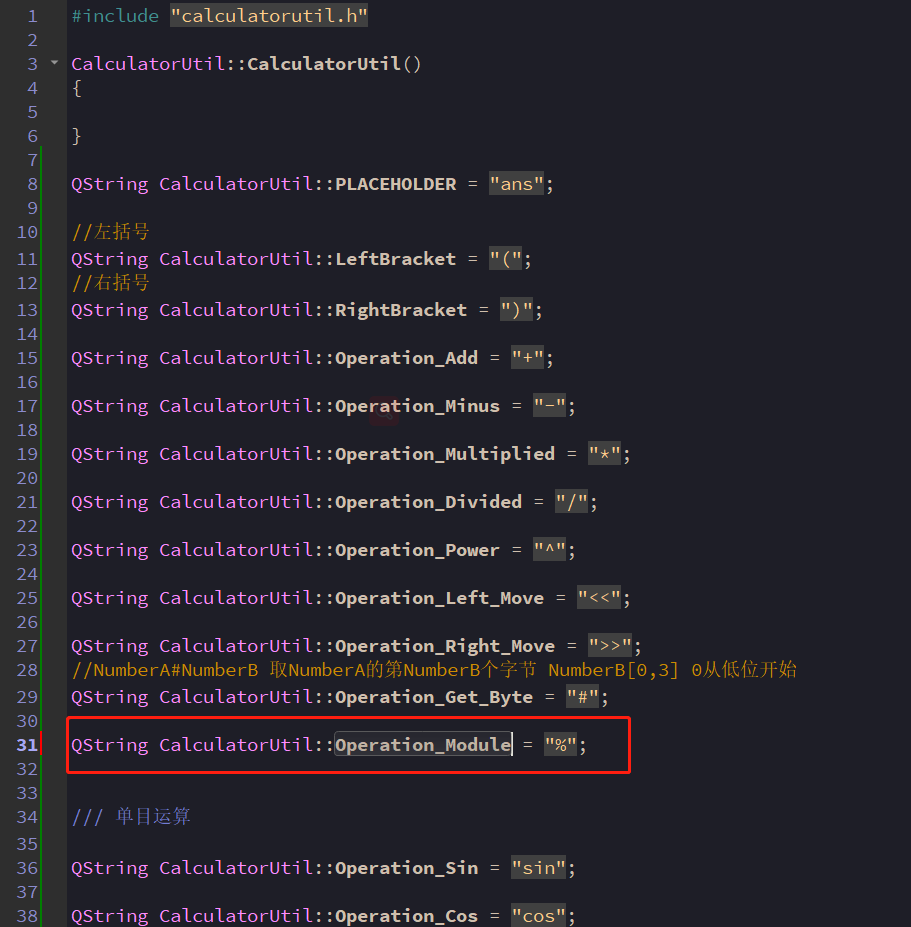 1 #include "calculatorutil.h"
2
3 CalculatorUtil::CalculatorUtil()
4 {
5
6 }
7
8 QString CalculatorUtil::PLACEHOLDER = "ans";
9
10 //左括号
11 QString CalculatorUtil::LeftBracket = "(";
12 //右括号
13 QString CalculatorUtil::RightBracket = ")";
14
15 QString CalculatorUtil::Operation_Add = "+";
16
17 QString CalculatorUtil::Operation_Minus = "-";
18
19 QString CalculatorUtil::Operation_Multiplied = "*";
20
21 QString CalculatorUtil::Operation_Divided = "/";
22
23 QString CalculatorUtil::Operation_Power = "^";
24
25 QString CalculatorUtil::Operation_Left_Move = "<<";
26
27 QString CalculatorUtil::Operation_Right_Move = ">>";
28 //NumberA#NumberB 取NumberA的第NumberB个字节 NumberB[0,3] 0从低位开始
29 QString CalculatorUtil::Operation_Get_Byte = "#";
30
31 QString CalculatorUtil::Operation_Module = "%";
32
33
34 /// 单目运算
35
36 QString CalculatorUtil::Operation_Sin = "sin";
37
38 QString CalculatorUtil::Operation_Cos = "cos";